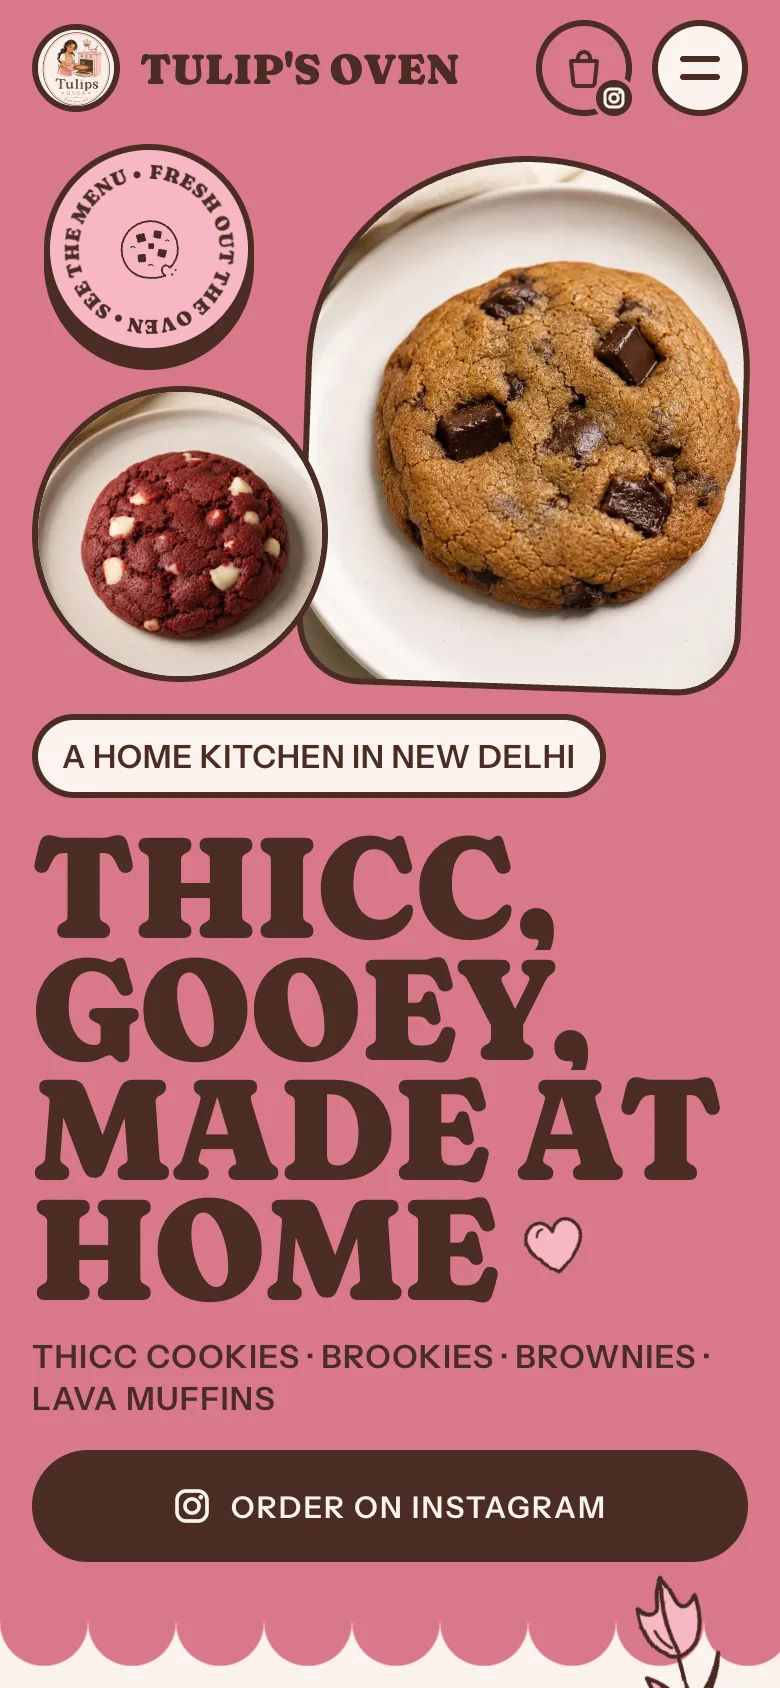 Tulips
TULIP'S OVEN
FRESH OUT THE OVEN • SEE THE MENU •
A HOME KITCHEN IN NEW DELHI
THICC,
GOOEY,
MADE AT
HOME
THICC COOKIES · BROOKIES · BROWNIES ·
LAVA MUFFINS
ORDER ON INSTAGRAM